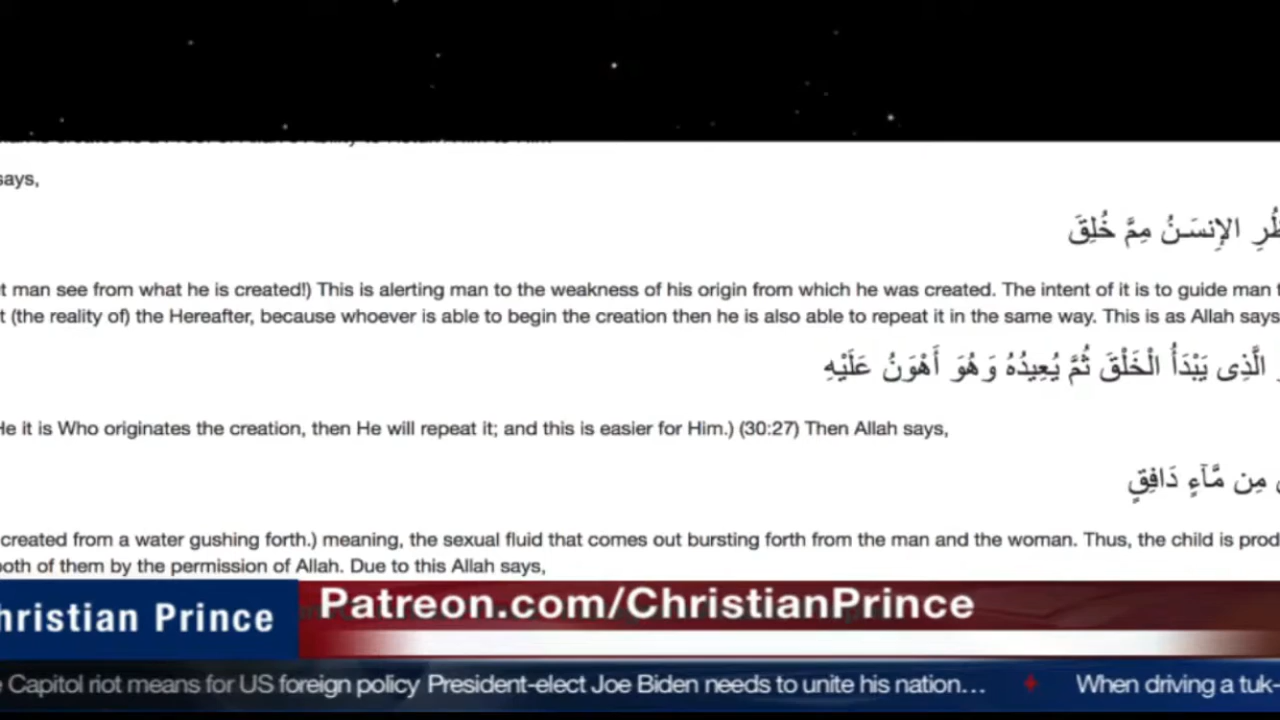 says,
الإِنسَـنُ مِمَّ خُلِقَ
t man see from what he is created!) This is alerting man to the weakness of his origin from which he was created. The intent of it is to guide man
t (the reality of) the Hereafter, because whoever is able to begin the creation then he is also able to repeat it in the same way. This is as Allah says
الَّذِى يَبْدَأُ الْخَلْقَ ثُمَّ يُعِيدُهُ وَهُوَ أَهْوَنُ عَلَيْهِ
He it is Who originates the creation, then He will repeat it; and this is easier for Him.) (30:27) Then Allah says,
مِن مَّآءٍ دَافِقٍ
created from a water gushing forth.) meaning, the sexual fluid that comes out bursting forth from the man and the woman. Thus, the child is prod
both of them by the permission of Allah. Due to this Allah says,
hristian Prince
Patreon.com/ChristianPrince
e Capitol riot means for US foreign policy President-elect Joe Biden needs to unite his nation... When driving a tuk-